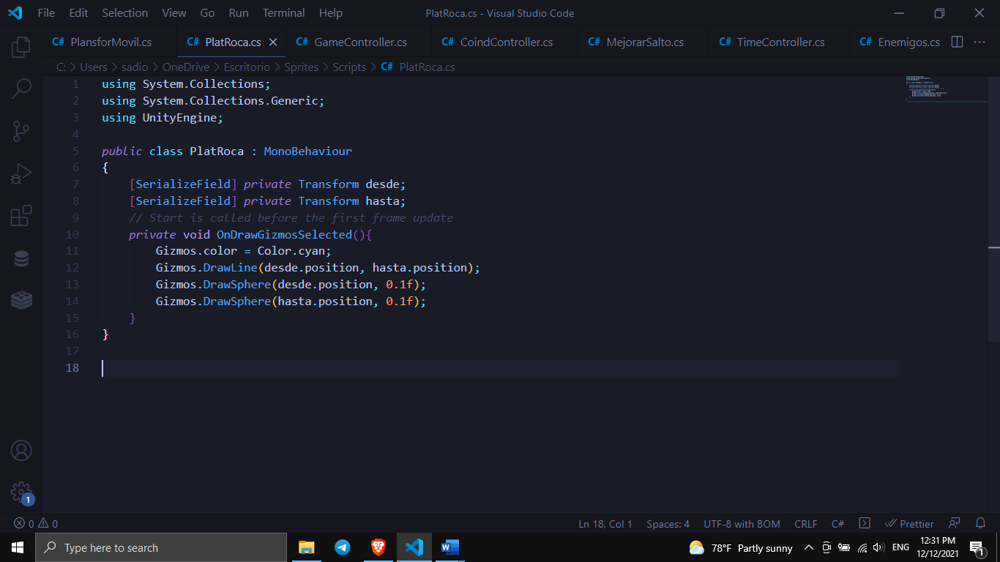 File Edit Selection View Go Run Terminal Help PlatRoca.cs - Visual Studio Code
C# PlansforMovil.cs C# PlatRoca.cs C# GameController.cs C# CoindController.cs C# MejorarSalto.cs C# TimeController.cs C# Enemigos.cs
C: > Users > sadio > OneDrive > Escritorio > Sprites > Scripts > C# PlatRoca.cs
1 using System.Collections;
2 using System.Collections.Generic;
3 using UnityEngine;
4
5 public class PlatRoca : MonoBehaviour
6 {
7 [SerializeField] private Transform desde;
8 [SerializeField] private Transform hasta;
9 // Start is called before the first frame update
10 private void OnDrawGizmosSelected(){
11 Gizmos.color = Color.cyan;
12 Gizmos.DrawLine(desde.position, hasta.position);
13 Gizmos.DrawSphere(desde.position, 0.1f);
14 Gizmos.DrawSphere(hasta.position, 0.1f);
15 }
16 }
17
18
1
0 0 Ln 18, Col 1 Spaces: 4 UTF-8 with BOM CRLF C# Prettier
Type here to search 78°F Partly sunny ENG 12:31 PM
12/12/2021 1